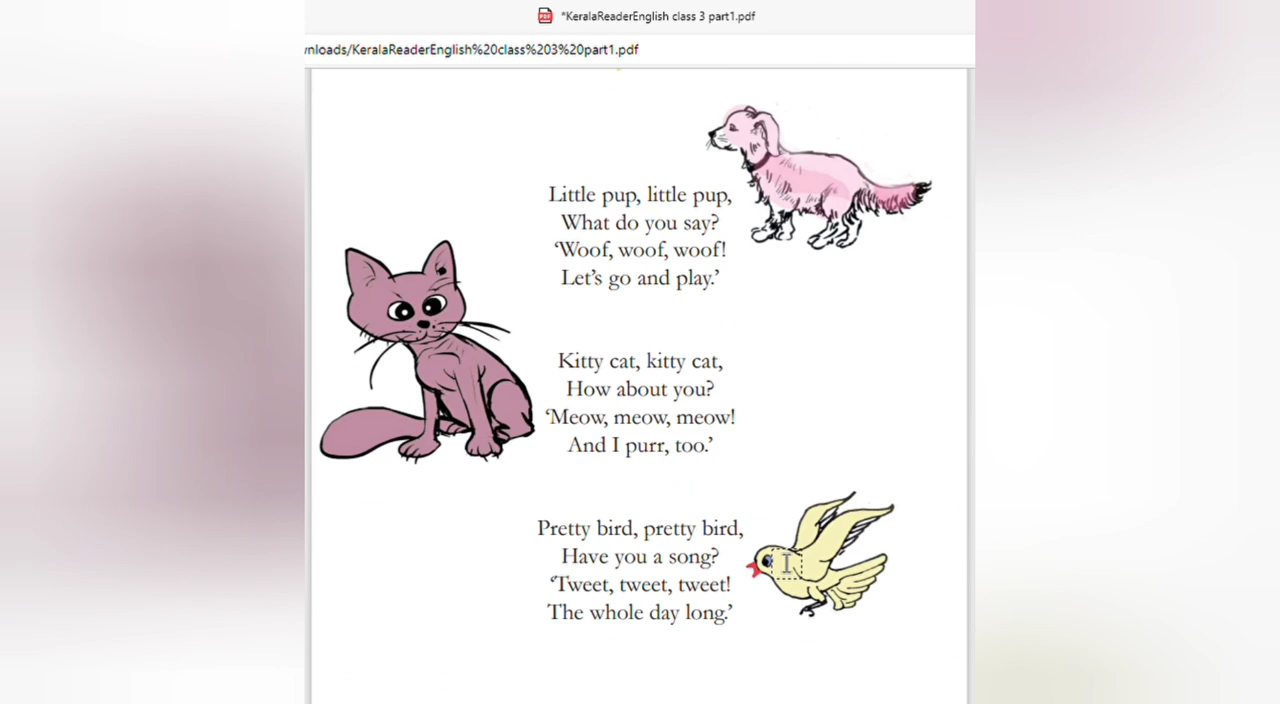 *KeralaReaderEnglish class 3 part1.pdf
nloads/KeralaReaderEnglish%20class%203%20part1.pdf
Little pup, little pup,
What do you say?
‘Woof, woof, woof!
Let’s go and play.’
Kitty cat, kitty cat,
How about you?
‘Meow, meow, meow!
And I purr, too.’
Pretty bird, pretty bird,
Have you a song?
‘Tweet, tweet, tweet!
The whole day long.’